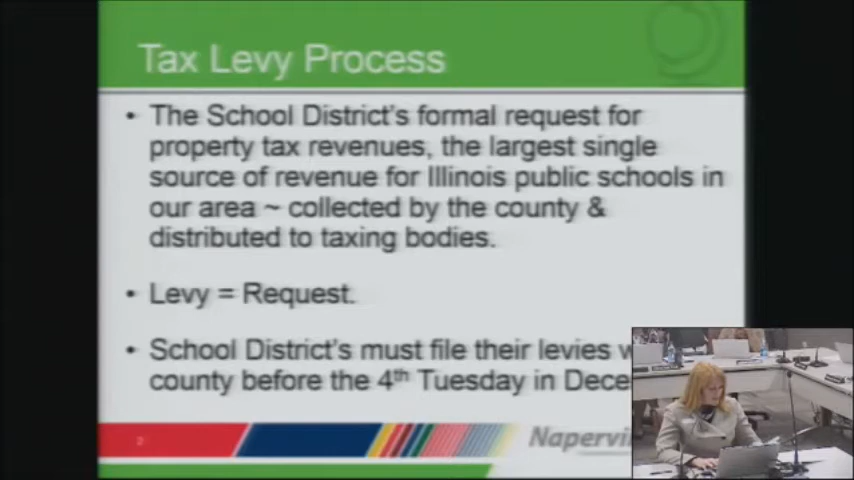 Tax Levy Process
• The School District's formal request for
property tax revenues, the largest single
source of revenue for Illinois public schools in
our area ~ collected by the county &
distributed to taxing bodies.
• Levy = Request.
• School District's must file their levies
county before the 4th Tuesday in
2